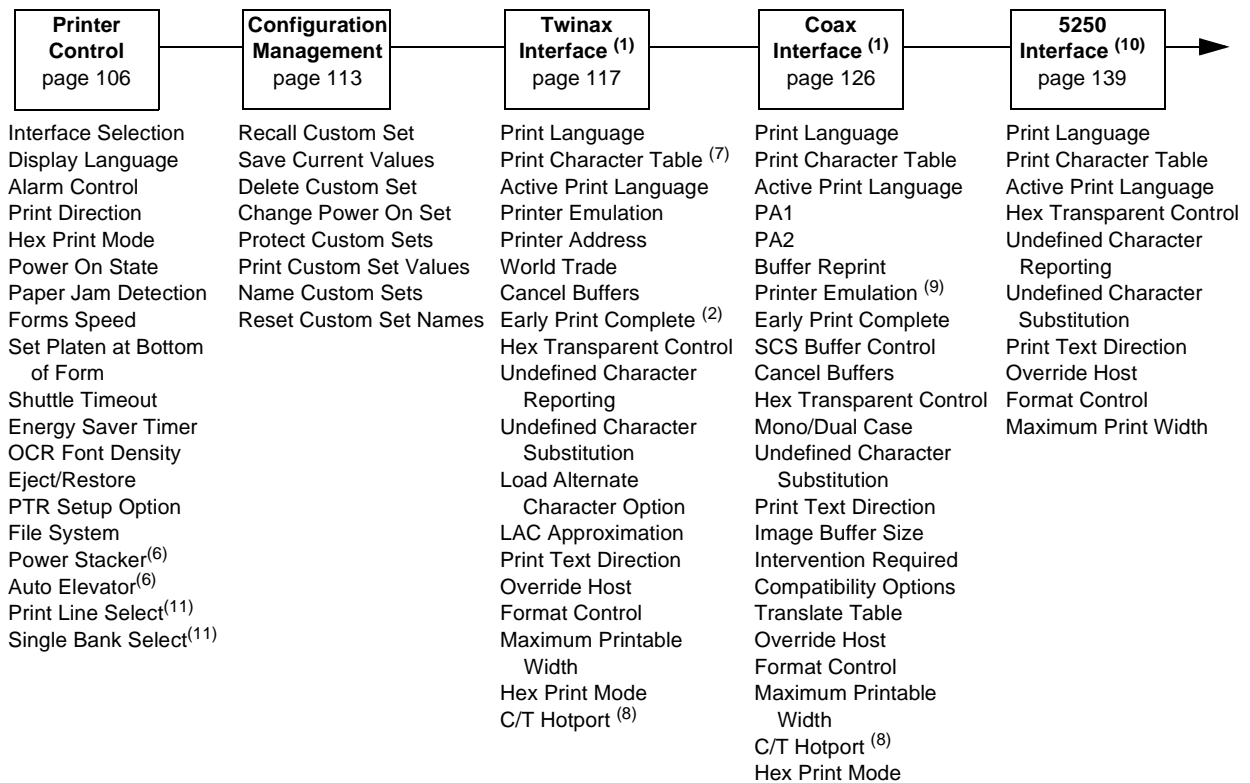 Printer
Control
page 106
Interface Selection
Display Language
Alarm Control
Print Direction
Hex Print Mode
Power On State
Paper Jam Detection
Forms Speed
Set Platen at Bottom
of Form
Shuttle Timeout
Energy Saver Timer
OCR Font Density
Eject/Restore
PTR Setup Option
File System
Power Stacker(6)
Auto Elevator(6)
Print Line Select(11)
Single Bank Select(11)
Configuration
Management
page 113
Recall Custom Set
Save Current Values
Delete Custom Set
Change Power On Set
Protect Custom Sets
Print Custom Set Values
Name Custom Sets
Reset Custom Set Names
Twinax
Interface (1)
page 117
Print Language
Print Character Table (7)
Active Print Language
Printer Emulation
Printer Address
World Trade
Cancel Buffers
Early Print Complete (2)
Hex Transparent Control
Undefined Character
Reporting
Undefined Character
Substitution
Load Alternate
Character Option
LAC Approximation
Print Text Direction
Override Host
Format Control
Maximum Printable
Width
Hex Print Mode
C/T Hotport (8)
Coax
Interface (1)
page 126
Print Language
Print Character Table
Active Print Language
PA1
PA2
Buffer Reprint
Printer Emulation (9)
Early Print Complete
SCS Buffer Control
Cancel Buffers
Hex Transparent Control
Mono/Dual Case
Undefined Character
Substitution
Print Text Direction
Image Buffer Size
Intervention Required
Compatibility Options
Translate Table
Override Host
Format Control
Maximum Printable
Width
C/T Hotport (8)
Hex Print Mode
5250
Interface (10)
page 139
Print Language
Print Character Table
Active Print Language
Hex Transparent Control
Undefined Character
Reporting
Undefined Character
Substitution
Print Text Direction
Override Host
Format Control
Maximum Print Width